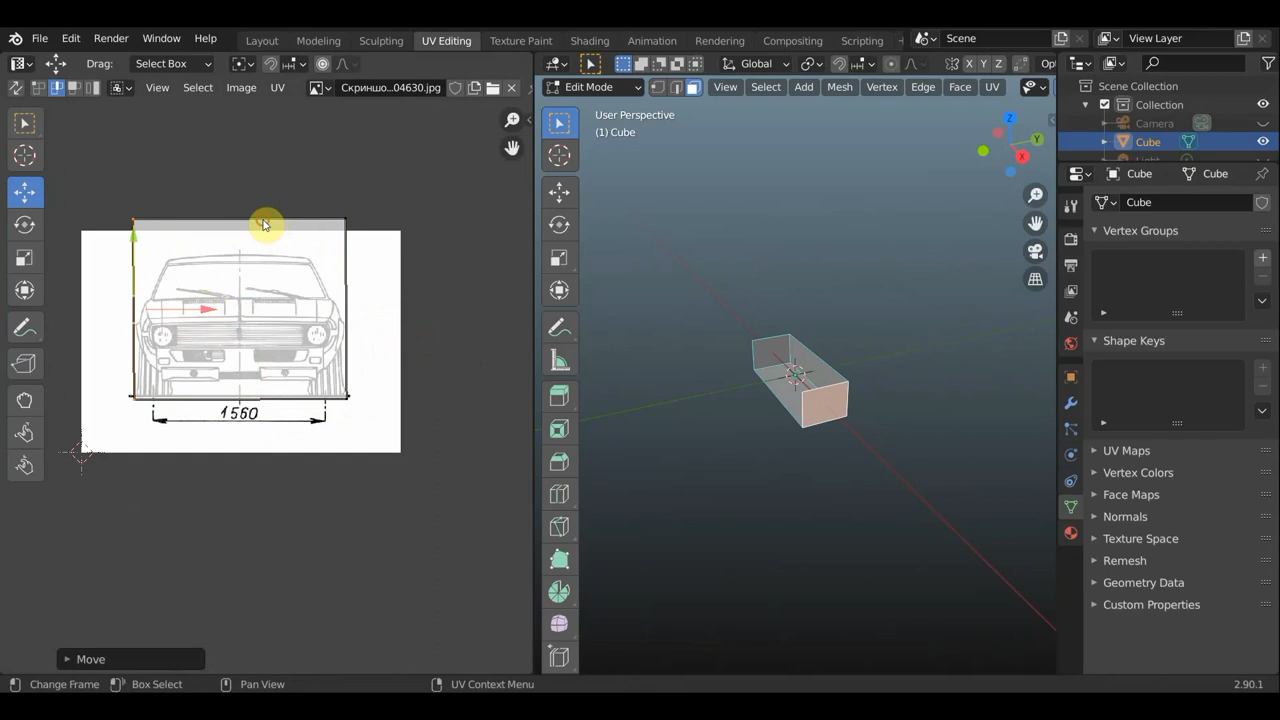 File Edit Render Window Help Layout Modeling Sculpting UV Editing Texture Paint Shading Animation Rendering Compositing Scripting + Scene View Layer
Drag: Select Box Global X Y Z
View Select Image UV Скриншо...04630.jpg Edit Mode View Select Add Mesh Vertex Edge Face UV
Scene Collection
Collection
Camera
Cube
User Perspective
(1) Cube
Z
Y
X
Cube Cube
Cube
Vertex Groups
Shape Keys
1560
UV Maps
Vertex Colors
Face Maps
Normals
Texture Space
Remesh
Geometry Data
Custom Properties
Move
Change Frame Box Select Pan View UV Context Menu 2.90.1